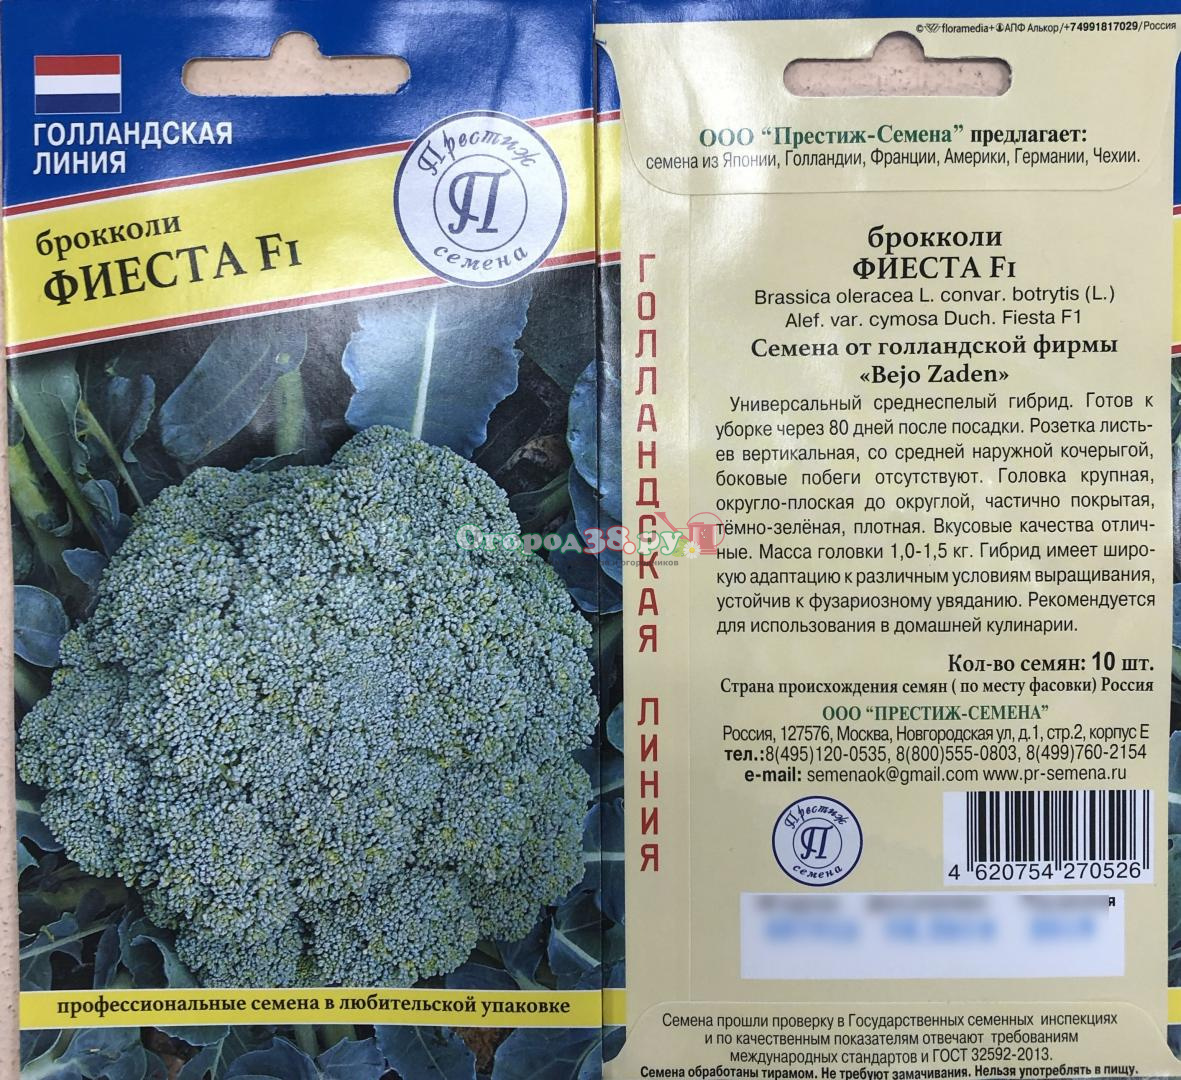 ГОЛЛАНДСКАЯ
ЛИНИЯ
Престиж
П
семена
брокколи
ФИЕСТА F1
профессиональные семена в любительской упаковке
© floramedia+ АПФ Алькор/+74991817029/Россия
ООО “Престиж-Семена” предлагает:
семена из Японии, Голландии, Франции, Америки, Германии, Чехии.
ГОЛЛАНДСКАЯ ЛИНИЯ
брокколи
ФИЕСТА F1
Brassica oleracea L. convar. botrytis (L.)
Alef. var. cymosa Duch. Fiesta F1
Семена от голландской фирмы
«Bejo Zaden»
Универсальный среднеспелый гибрид. Готов к
уборке через 80 дней после посадки. Розетка листь-
ев вертикальная, со средней наружной кочерыгой,
боковые побеги отсутствуют. Головка крупная,
округло-плоская до округлой, частично покрытая,
тёмно-зелёная, плотная. Вкусовые качества отлич-
ные. Масса головки 1,0-1,5 кг. Гибрид имеет широ-
кую адаптацию к различным условиям выращивания,
устойчив к фузариозному увяданию. Рекомендуется
для использования в домашней кулинарии.
Огород38.ру
Кол-во семян: 10 шт.
Страна происхождения семян ( по месту фасовки) Россия
ООО “ПРЕСТИЖ-СЕМЕНА”
Россия, 127576, Москва, Новгородская ул, д.1, стр.2, корпус Е
тел.:8(495)120-0535, 8(800)555-0803, 8(499)760-2154
e-mail: semenaok@gmail.com www.pr-semena.ru
Престиж
П
семена
4 620754 270526
Семена прошли проверку в Государственных семенных инспекциях
и по качественным показателям отвечают требованиям
международных стандартов и ГОСТ 32592-2013.
Семена обработаны тирамом. Не требуют замачивания. Нельзя употреблять в пищу.